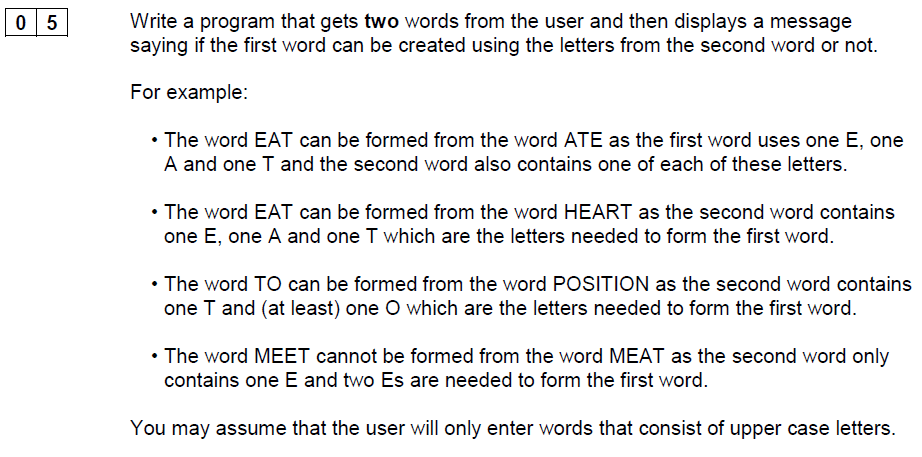 0 5
Write a program that gets two words from the user and then displays a message
saying if the first word can be created using the letters from the second word or not.
For example:
• The word EAT can be formed from the word ATE as the first word uses one E, one
A and one T and the second word also contains one of each of these letters.
• The word EAT can be formed from the word HEART as the second word contains
one E, one A and one T which are the letters needed to form the first word.
• The word TO can be formed from the word POSITION as the second word contains
one T and (at least) one O which are the letters needed to form the first word.
• The word MEET cannot be formed from the word MEAT as the second word only
contains one E and two Es are needed to form the first word.
You may assume that the user will only enter words that consist of upper case letters.